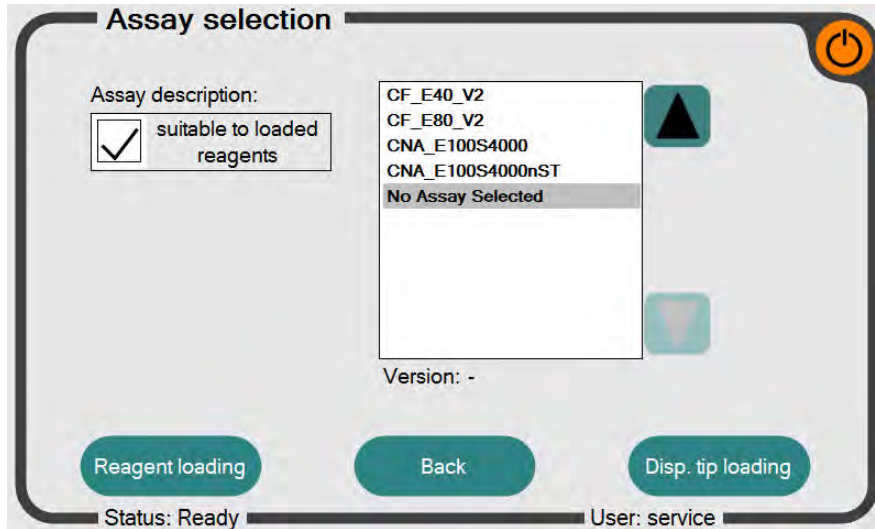 Assay selection
Assay description:
suitable to loaded
reagents
CF_E40_V2
CF_E80_V2
CNA_E100S4000
CNA_E100S4000nST
No Assay Selected
Version: -
Reagent loading
Back
Disp. tip loading
Status: Ready
User: service